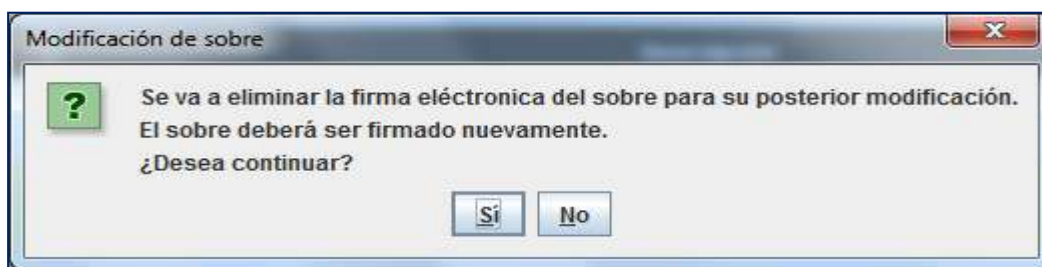 Modificación de sobre
Se va a eliminar la firma eléctronica del sobre para su posterior modificación.
El sobre deberá ser firmado nuevamente.
¿Desea continuar?
Sí No